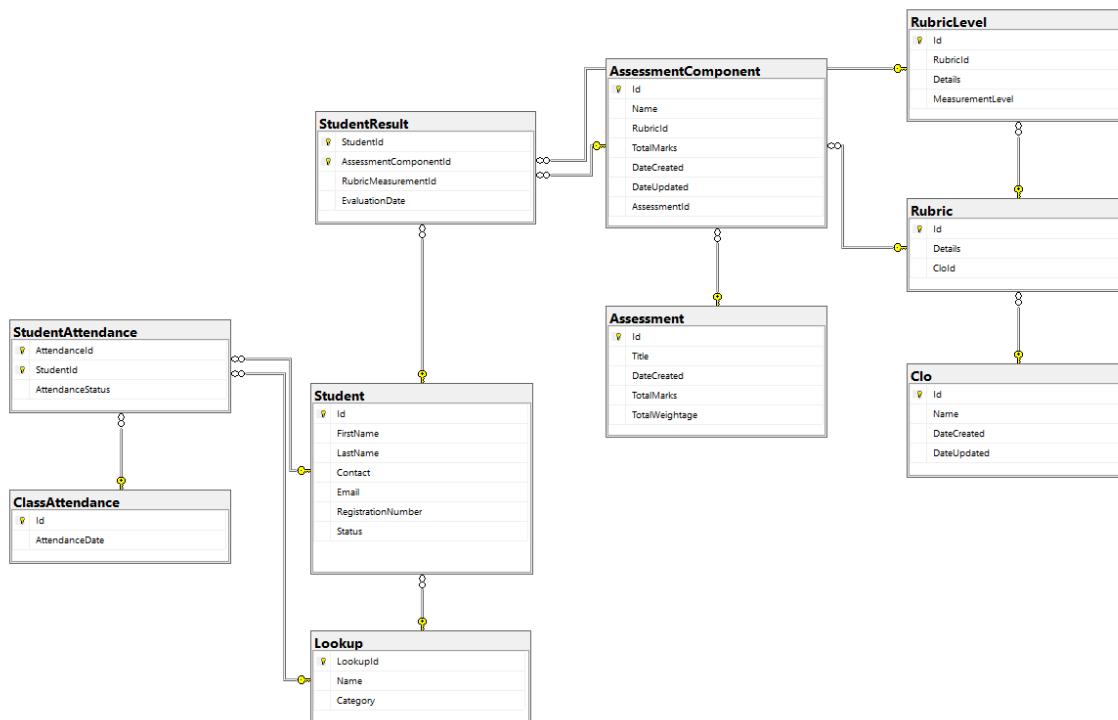 RubricLevel
Id
RubricId
Details
MeasurementLevel
AssessmentComponent
Id
Name
RubricId
TotalMarks
DateCreated
DateUpdated
AssessmentId
StudentResult
StudentId
AssessmentComponentId
RubricMeasurementId
EvaluationDate
Rubric
Id
Details
CloId
Assessment
Id
Title
DateCreated
TotalMarks
TotalWeightage
StudentAttendance
AttendanceId
StudentId
AttendanceStatus
Clo
Id
Name
DateCreated
DateUpdated
Student
Id
FirstName
LastName
Contact
Email
RegistrationNumber
Status
ClassAttendance
Id
AttendanceDate
Lookup
LookupId
Name
Category